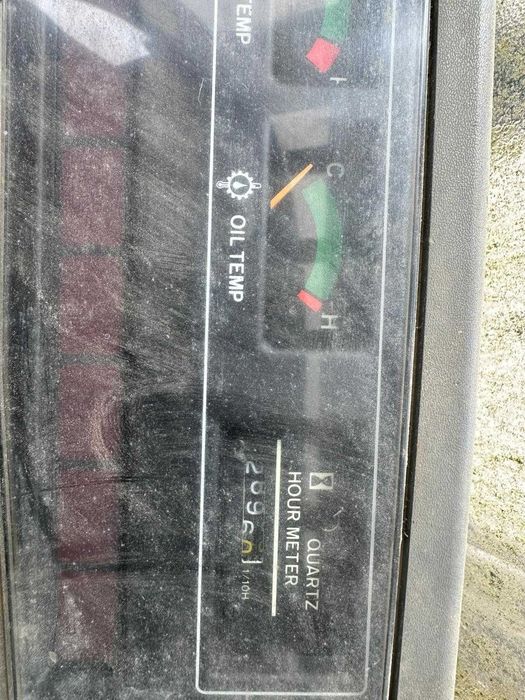 TEMP
C
H
OIL TEMP
QUARTZ
HOUR METER
1/10H